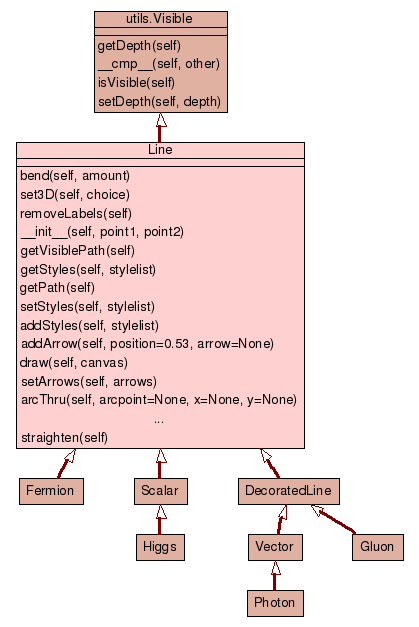 utils.Visible
getDepth(self)
__cmp__(self, other)
isVisible(self)
setDepth(self, depth)
Line
bend(self, amount)
set3D(self, choice)
removeLabels(self)
__init__(self, point1, point2)
getVisiblePath(self)
getStyles(self, stylelist)
getPath(self)
setStyles(self, stylelist)
addStyles(self, stylelist)
addArrow(self, position=0.53, arrow=None)
draw(self, canvas)
setArrows(self, arrows)
arcThru(self, arcpoint=None, x=None, y=None)
...
straighten(self)
Fermion Scalar DecoratedLine
Higgs Vector Gluon
Photon